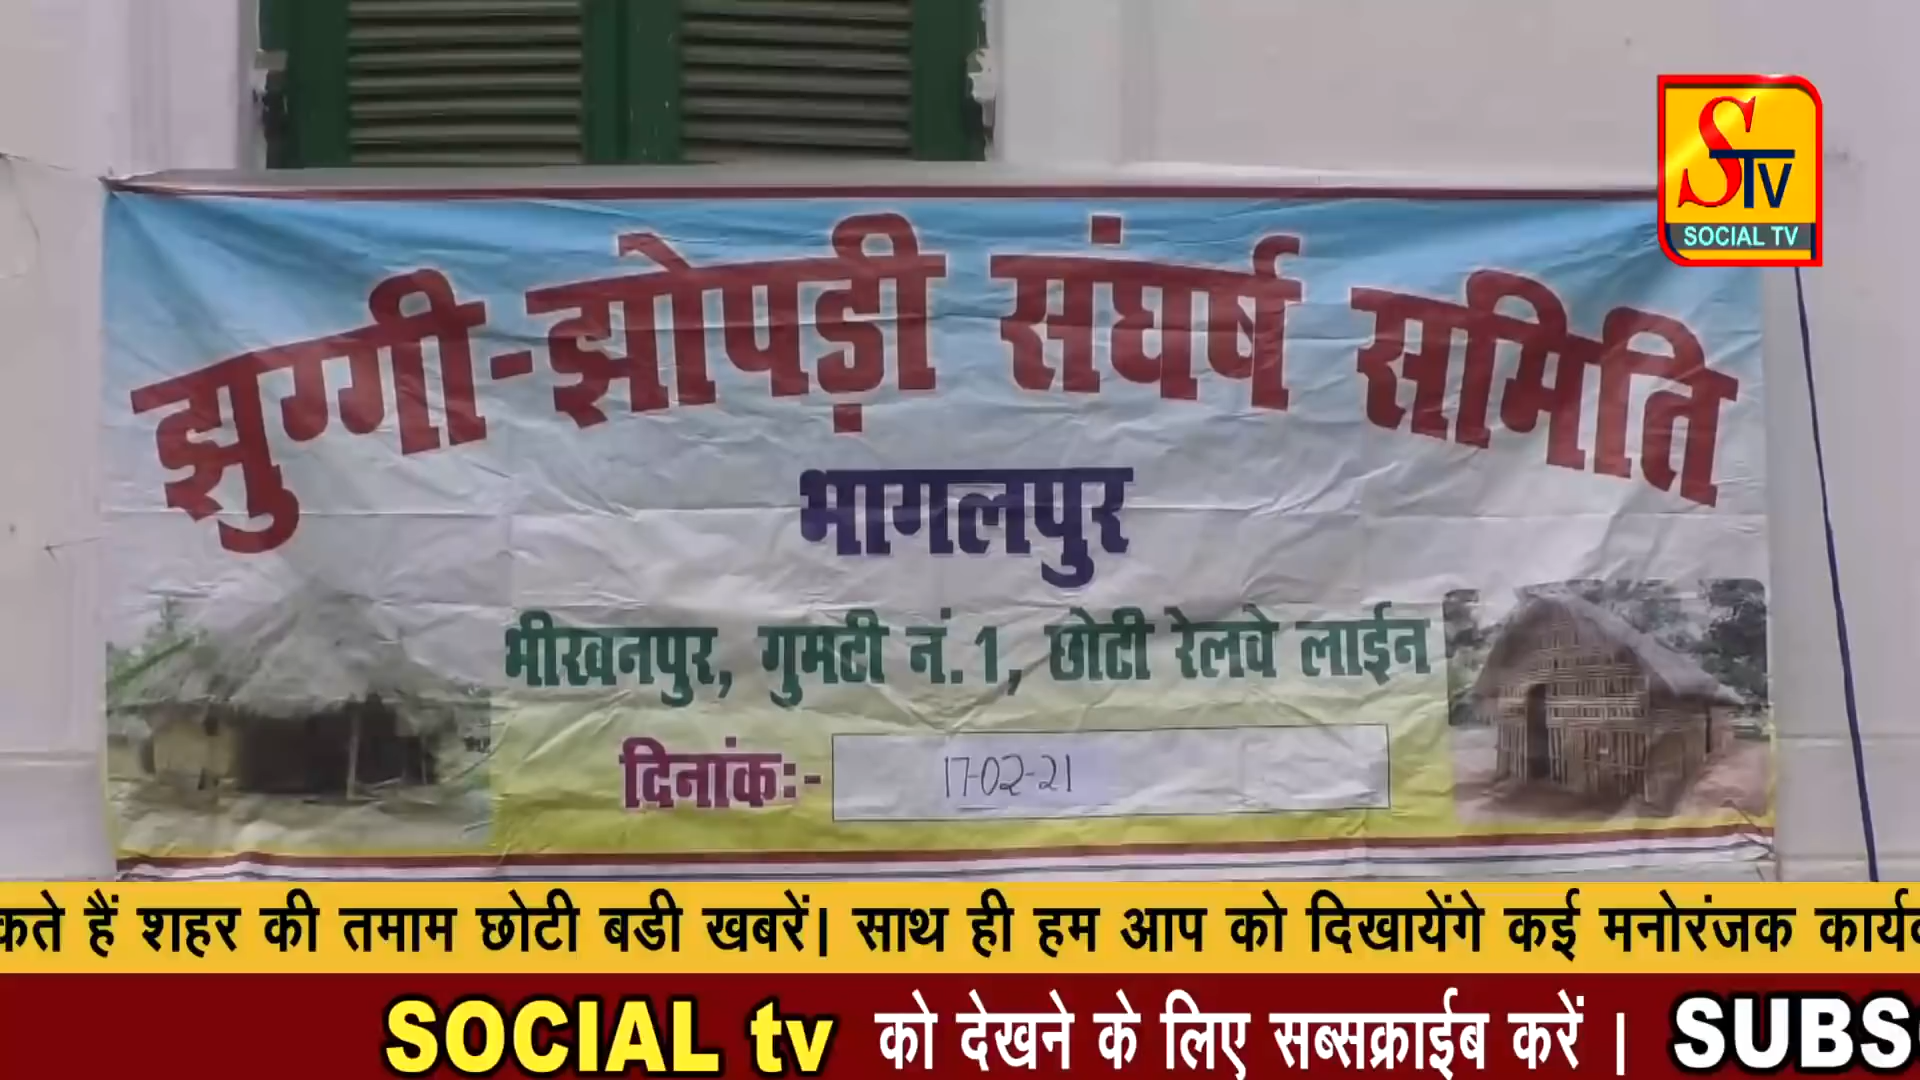 STV
SOCIAL TV
झुग्गी-झोपड़ी संघर्ष समिति
भागलपुर
भीखनपुर, गुमटी नं.1, छोटी रेलवे लाईन
दिनांकः- 17-02-21
कते हैं शहर की तमाम छोटी बडी खबरें| साथ ही हम आप को दिखायेंगे कई मनोरंजक कार्य
SOCIAL tv को देखने के लिए सब्सक्राईब करें | SUBS